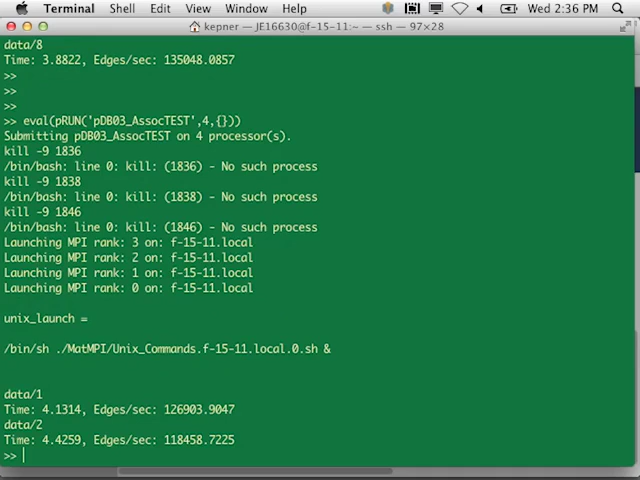 Terminal Shell Edit View Window Help Wed 2:36 PM
kepner — JE16630@f-15-11:~ — ssh — 97×28
data/8
Time: 3.8822, Edges/sec: 135048.0857
>>
>>
>>
>> eval(pRUN('pDB03_AssocTEST',4,{}))
Submitting pDB03_AssocTEST on 4 processor(s).
kill -9 1836
/bin/bash: line 0: kill: (1836) - No such process
kill -9 1838
/bin/bash: line 0: kill: (1838) - No such process
kill -9 1846
/bin/bash: line 0: kill: (1846) - No such process
Launching MPI rank: 3 on: f-15-11.local
Launching MPI rank: 2 on: f-15-11.local
Launching MPI rank: 1 on: f-15-11.local
Launching MPI rank: 0 on: f-15-11.local
unix_launch =
/bin/sh ./MatMPI/Unix_Commands.f-15-11.local.0.sh &
data/1
Time: 4.1314, Edges/sec: 126903.9047
data/2
Time: 4.4259, Edges/sec: 118458.7225
>>